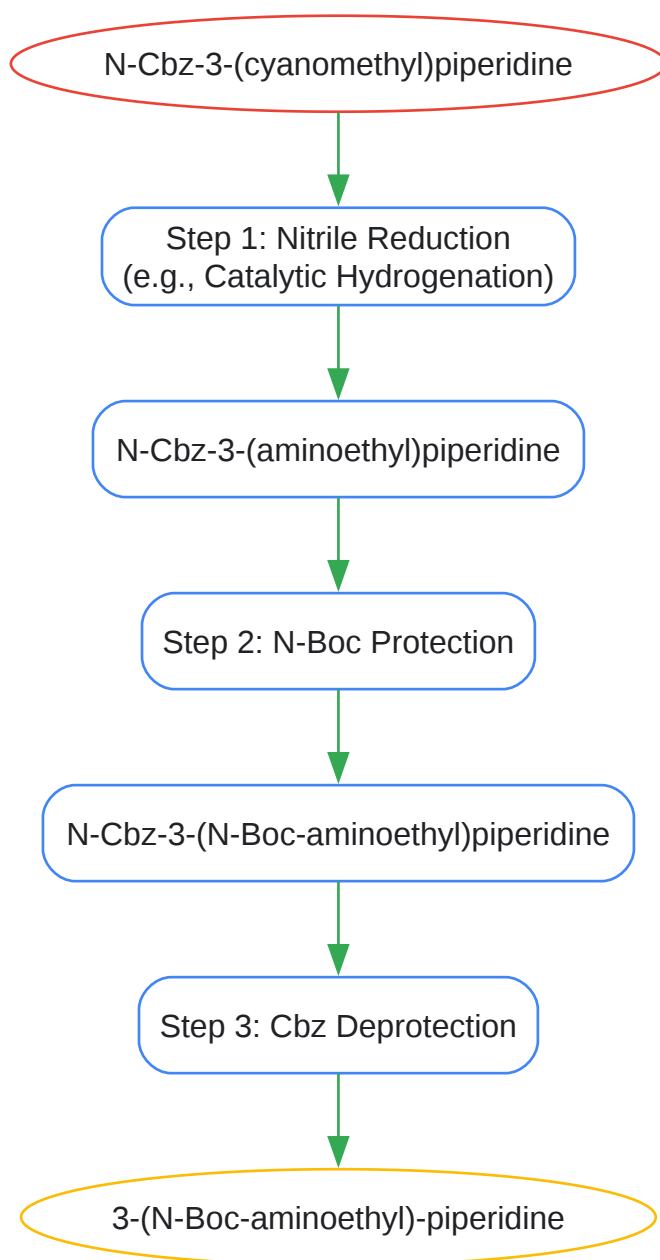 N-Cbz-3-(cyanomethyl)piperidine
Step 1: Nitrile Reduction
(e.g., Catalytic Hydrogenation)
N-Cbz-3-(aminoethyl)piperidine
Step 2: N-Boc Protection
N-Cbz-3-(N-Boc-aminoethyl)piperidine
Step 3: Cbz Deprotection
3-(N-Boc-aminoethyl)-piperidine